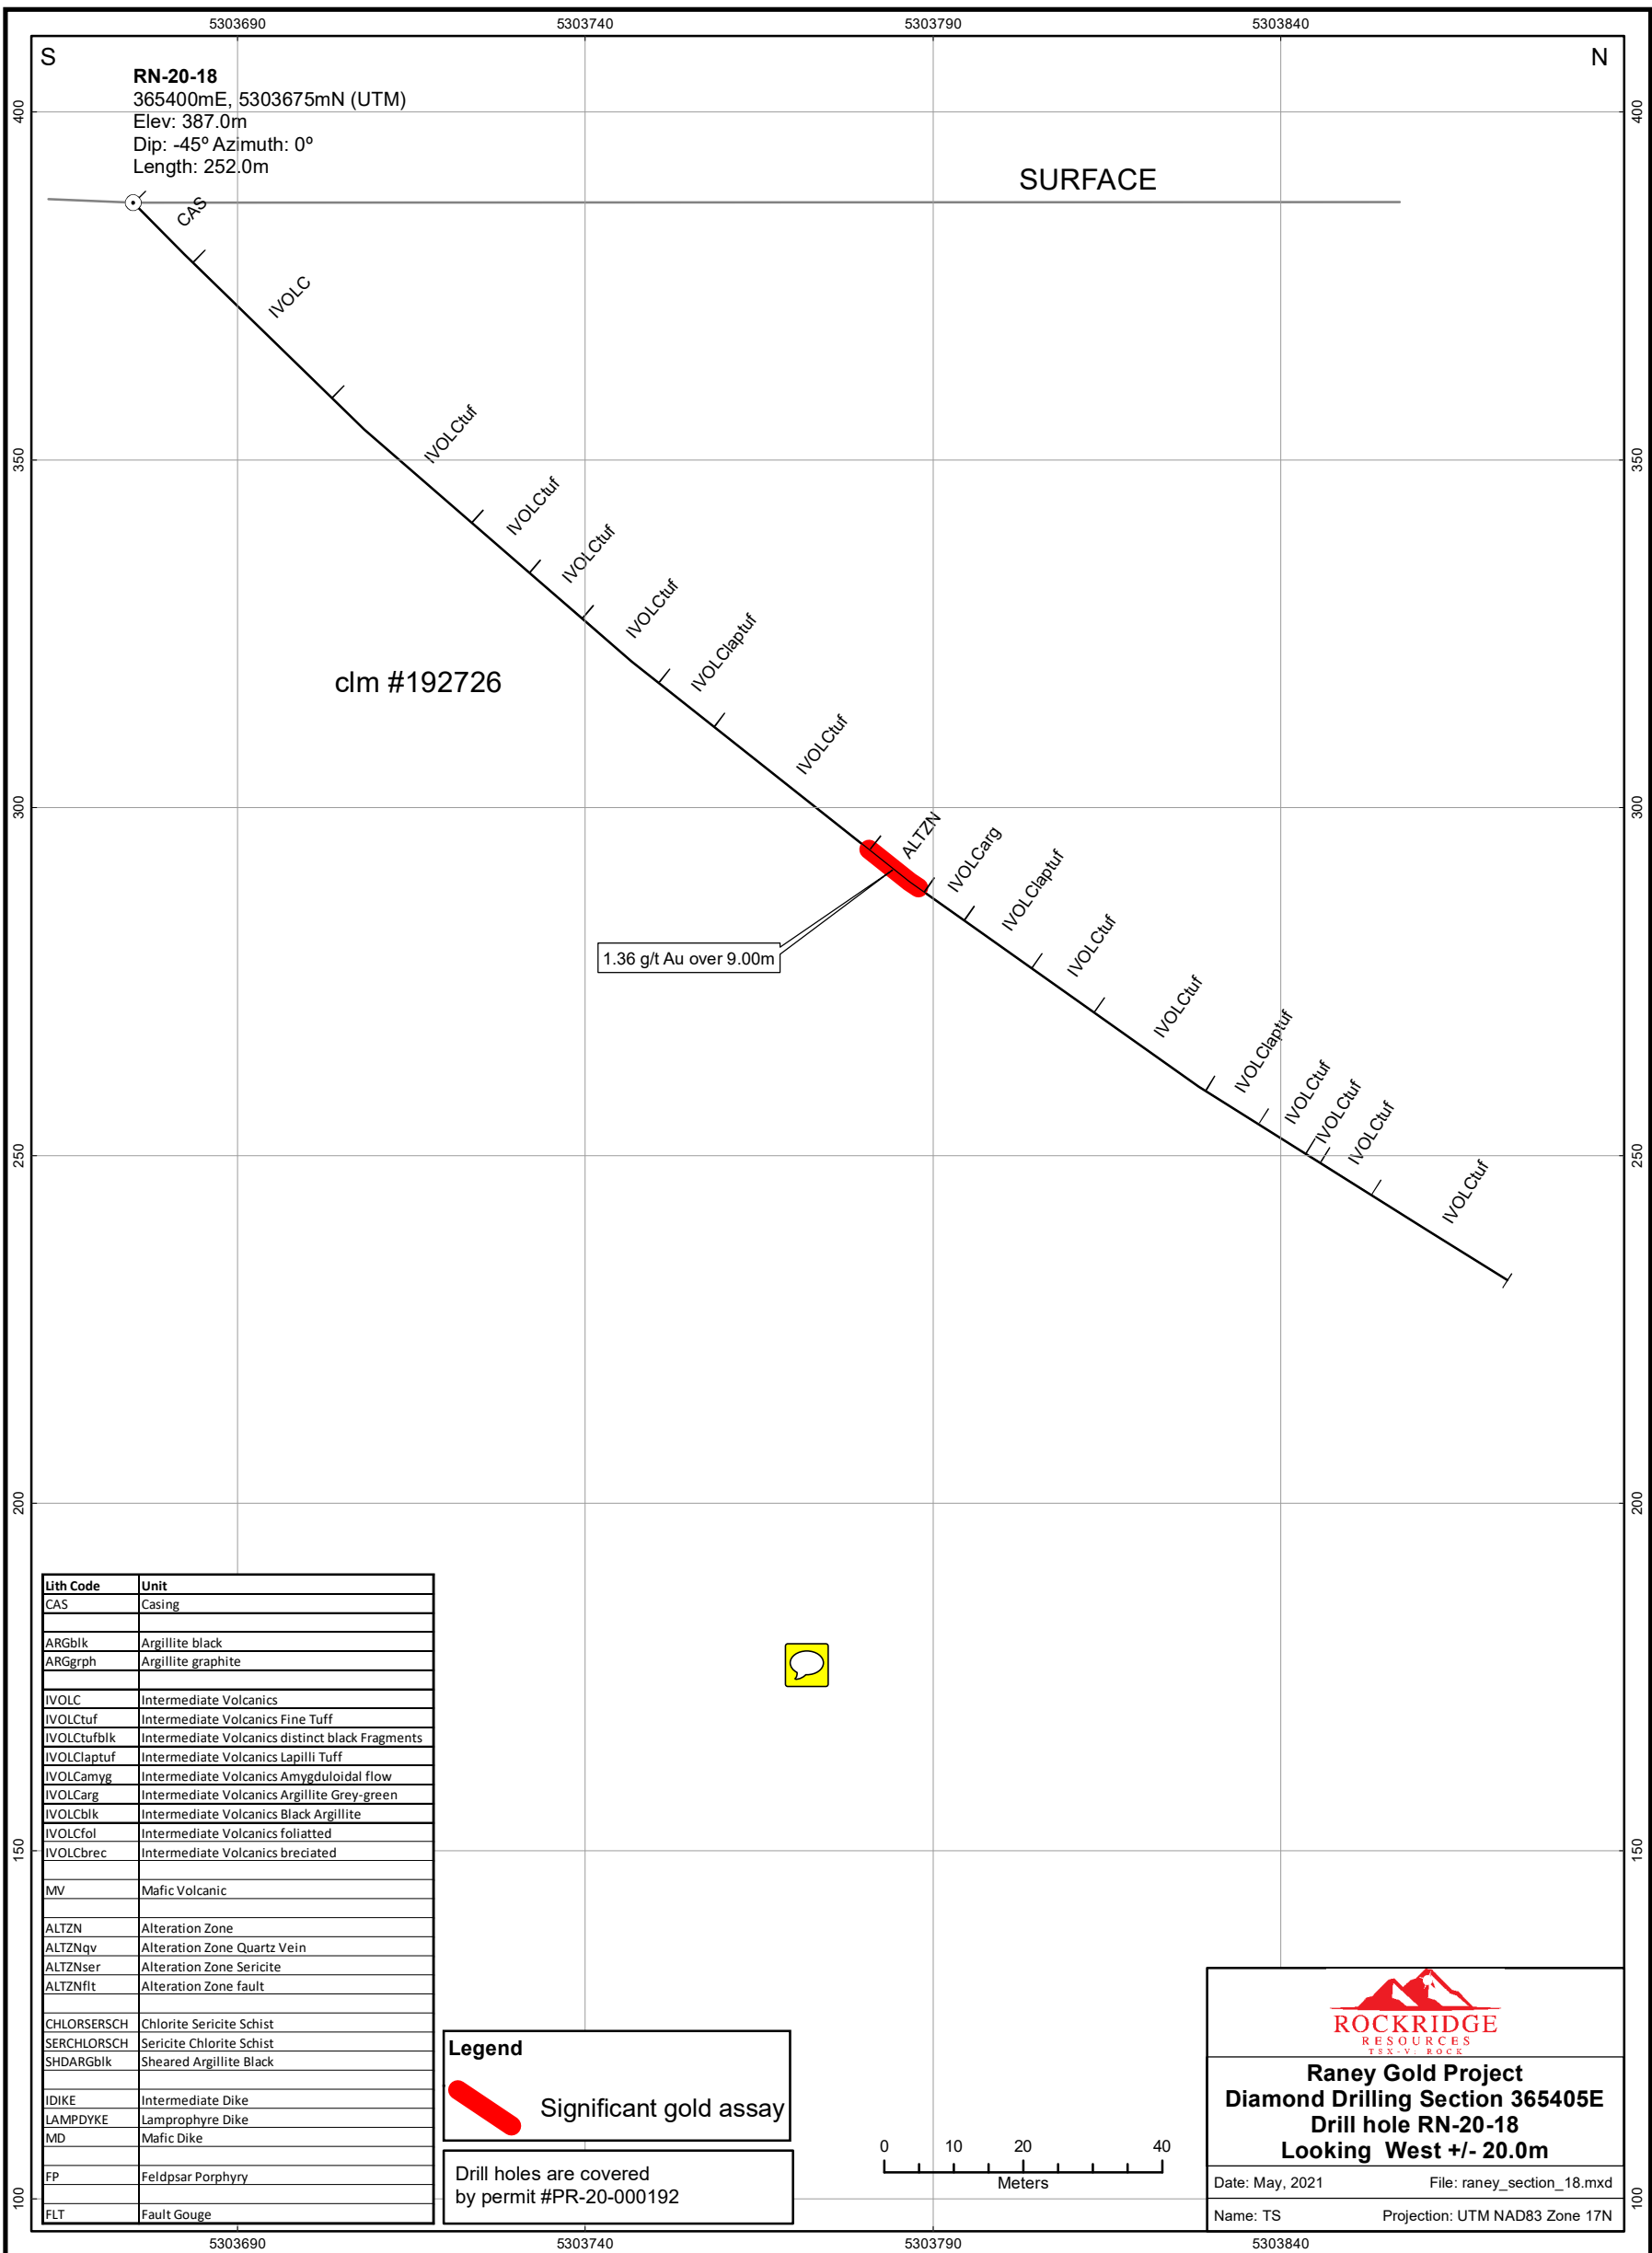 5303690 5303740 5303790 5303840
S N
RN-20-18
365400mE, 5303675mN (UTM)
Elev: 387.0m
Dip: -45º Azimuth: 0º
Length: 252.0m
400 400
SURFACE
CAS
IVOLC
IVOLCtuf
350 350
IVOLCtuf
IVOLCtuf
IVOLCtuf
IVOLClaptuf
clm #192726
IVOLCtuf
300 300
ALTZN
IVOLCarg
IVOLClaptuf
IVOLCtuf
1.36 g/t Au over 9.00m
IVOLCtuf
IVOLClaptuf
IVOLCtuf
IVOLCtuf
IVOLCtuf
250 250
IVOLCtuf
200 200
Lith Code Unit
CAS Casing
ARGblk Argillite black
ARGgrph Argillite graphite
IVOLC Intermediate Volcanics
IVOLCtuf Intermediate Volcanics Fine Tuff
IVOLCtufblk Intermediate Volcanics distinct black Fragments
IVOLClaptuf Intermediate Volcanics Lapilli Tuff
IVOLCamyg Intermediate Volcanics Amygduloidal flow
IVOLCarg Intermediate Volcanics Argillite Grey-green
IVOLCblk Intermediate Volcanics Black Argillite
IVOLCfol Intermediate Volcanics foliatted
IVOLCbrec Intermediate Volcanics breciated
150 150
MV Mafic Volcanic
ALTZN Alteration Zone
ALTZNqv Alteration Zone Quartz Vein
ALTZNser Alteration Zone Sericite
ALTZNflt Alteration Zone fault
CHLORSERSCH Chlorite Sericite Schist
SERCHLORSCH Sericite Chlorite Schist
SHDARGblk Sheared Argillite Black
IDIKE Intermediate Dike
LAMPDYKE Lamprophyre Dike
MD Mafic Dike
FP Feldpsar Porphyry
FLT Fault Gouge
100 100
Legend
Significant gold assay
Drill holes are covered
by permit #PR-20-000192
0 10 20 40
Meters
ROCKRIDGE
RESOURCES
TSX-V: ROCK
Raney Gold Project
Diamond Drilling Section 365405E
Drill hole RN-20-18
Looking West +/- 20.0m
Date: May, 2021 File: raney_section_18.mxd
Name: TS Projection: UTM NAD83 Zone 17N
5303690 5303740 5303790 5303840